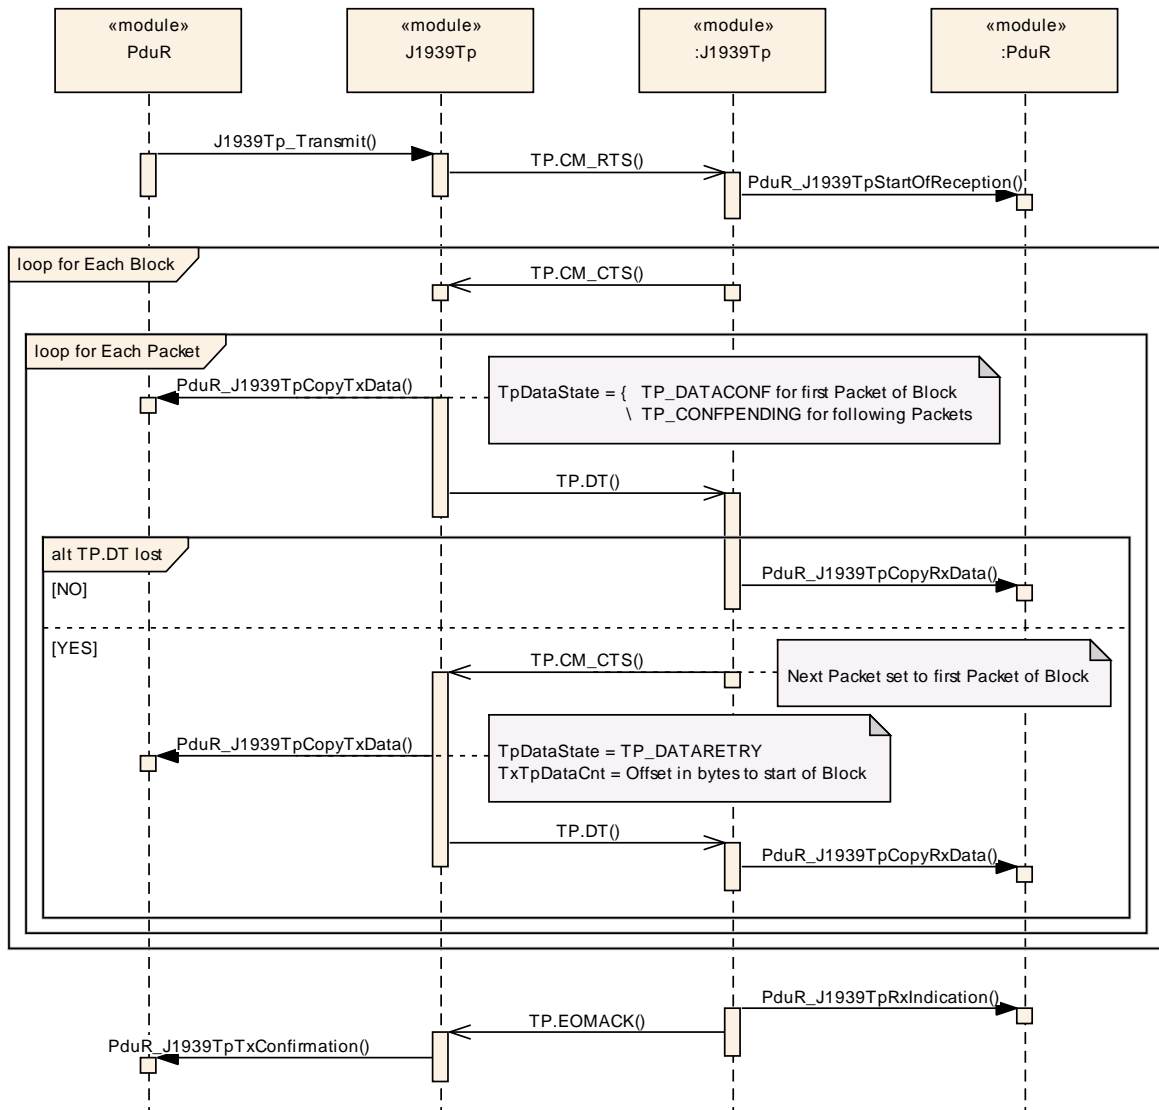 «module»
PduR
«module»
J1939Tp
«module»
:J1939Tp
«module»
:PduR
J1939Tp_Transmit()
TP.CM_RTS()
PduR_J1939TpStartOfReception()
loop for Each Block
TP.CM_CTS()
loop for Each Packet
PduR_J1939TpCopyTxData()
TpDataState = { TP_DATACONF for first Packet of Block
\ TP_CONFPENDING for following Packets
TP.DT()
alt TP.DT lost
PduR_J1939TpCopyRxData()
[NO]
[YES]
TP.CM_CTS()
Next Packet set to first Packet of Block
PduR_J1939TpCopyTxData()
TpDataState = TP_DATARETRY
TxTpDataCnt = Offset in bytes to start of Block
TP.DT()
PduR_J1939TpCopyRxData()
PduR_J1939TpRxIndication()
TP.EOMACK()
PduR_J1939TpTxConfirmation()